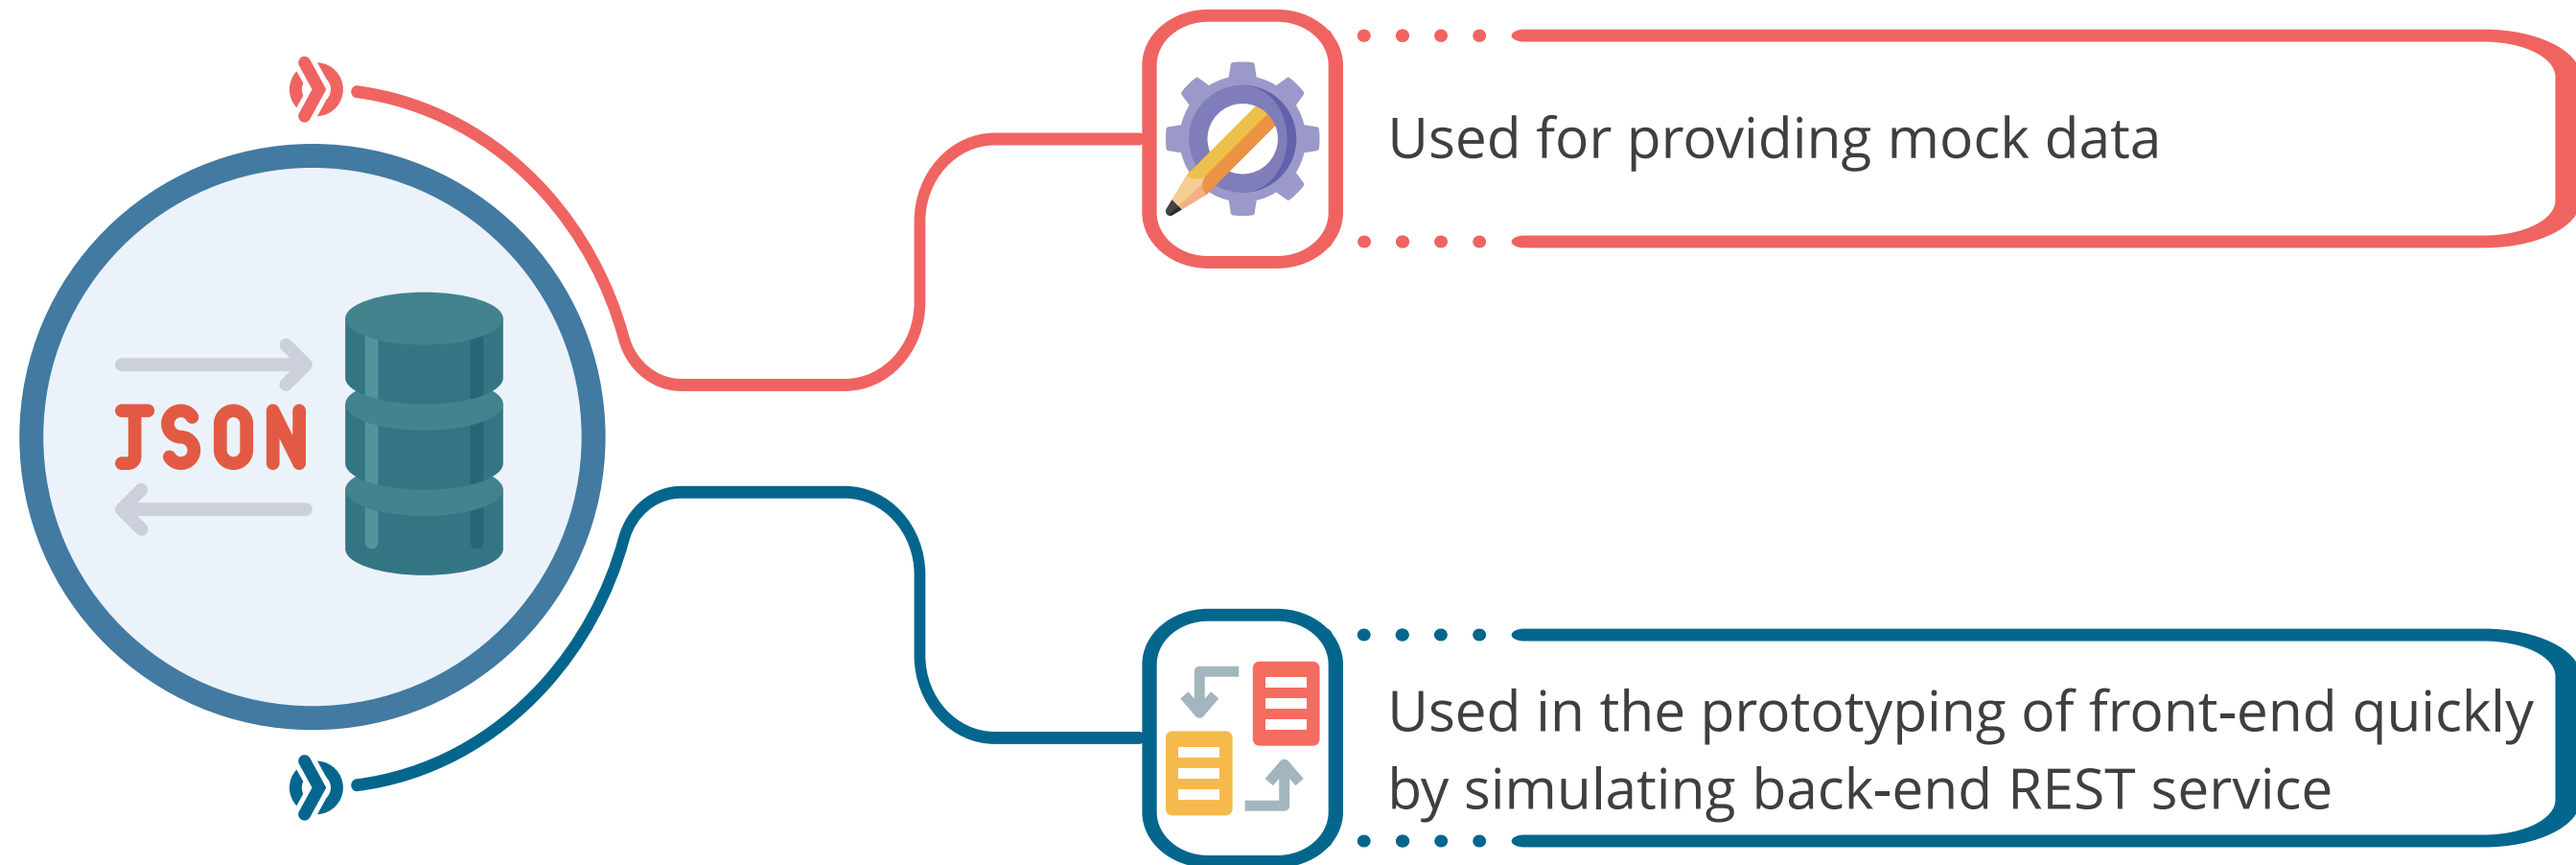 JSON
Used for providing mock data
Used in the prototyping of front-end quickly
by simulating back-end REST service